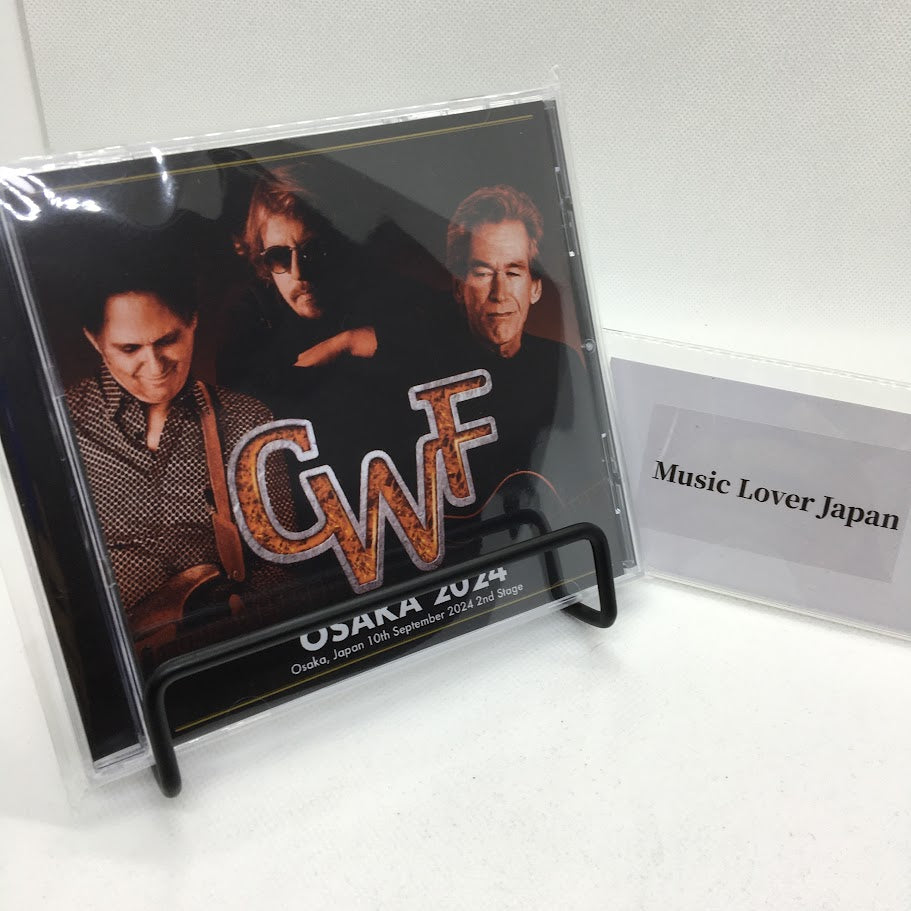 CWF
OSAKA 2024
Osaka, Japan 10th September 2024 2nd Stage
Music Lover Japan